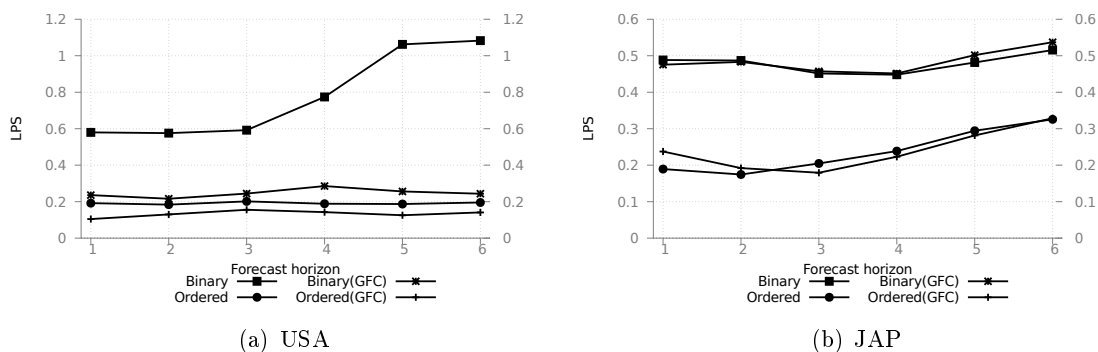 1.2 1.2 0.6 0.6
1 1 0.5 0.5
0.8 0.8 0.4 0.4
LPS 0.6 0.6 LPS 0.3 0.3
0.4 0.4 0.2 0.2
0.2 0.2 0.1 0.1
0 0 0 0
1 2 3 4 5 6 1 2 3 4 5 6
Forecast horizon Forecast horizon
Binary Binary(GFC) Binary Binary(GFC)
Ordered Ordered(GFC) Ordered Ordered(GFC)
(a) USA (b) JAP